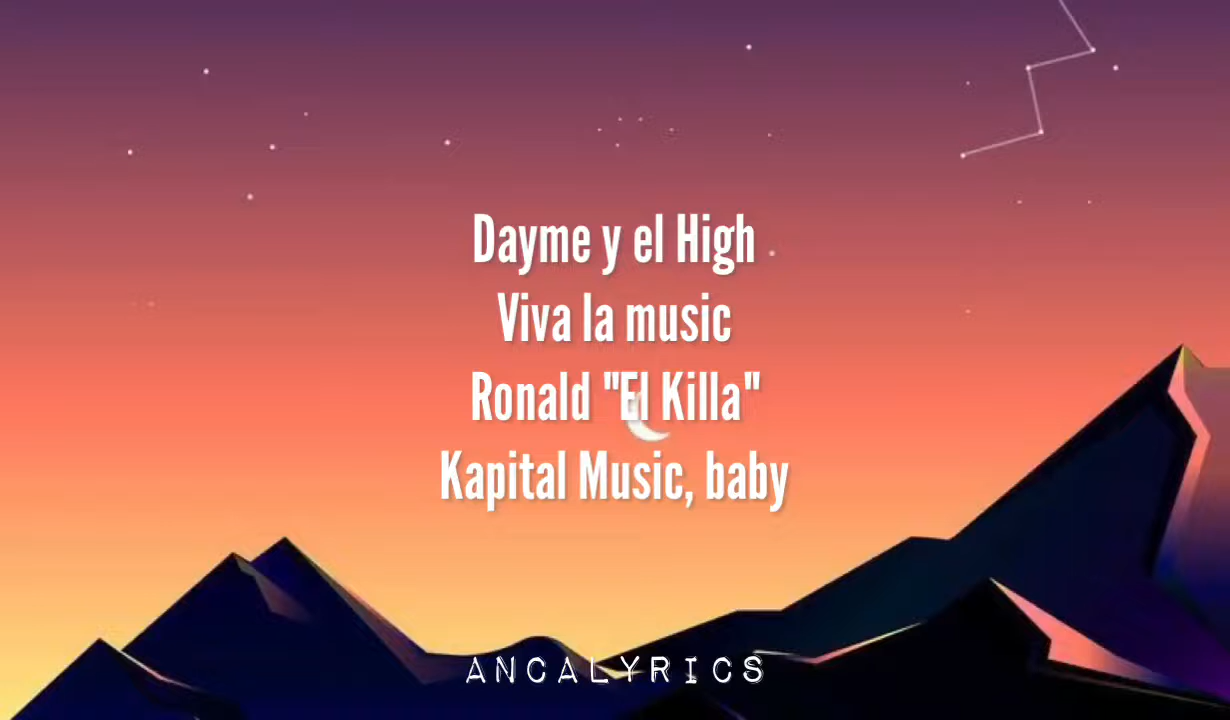 Dayme y el High
Viva la music
Ronald "El Killa"
Kapital Music, baby
ANCALYRICS